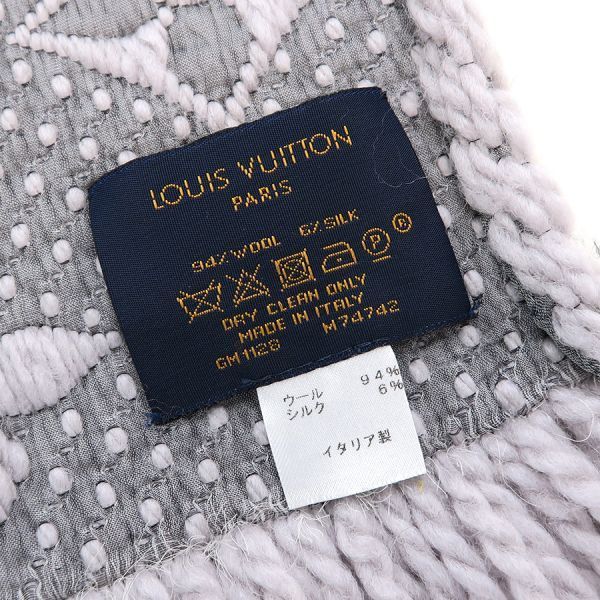 LOUIS VUITTON
PARIS
94% WOOL 6% SILK
P
DRY CLEAN ONLY
MADE IN ITALY
GM1128 M74742
ウール 94%
シルク 6%
イタリア製